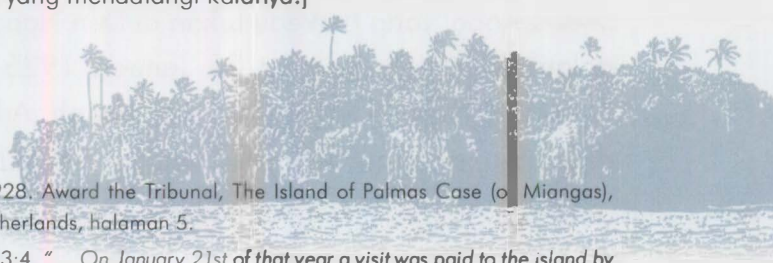 yang mendatangi
28. Award the Tribunal, The Island of Palmas Case (o Miangas),
herlands, halaman 5.
3:4 " On January 21st of that year a visit was paid to the island by